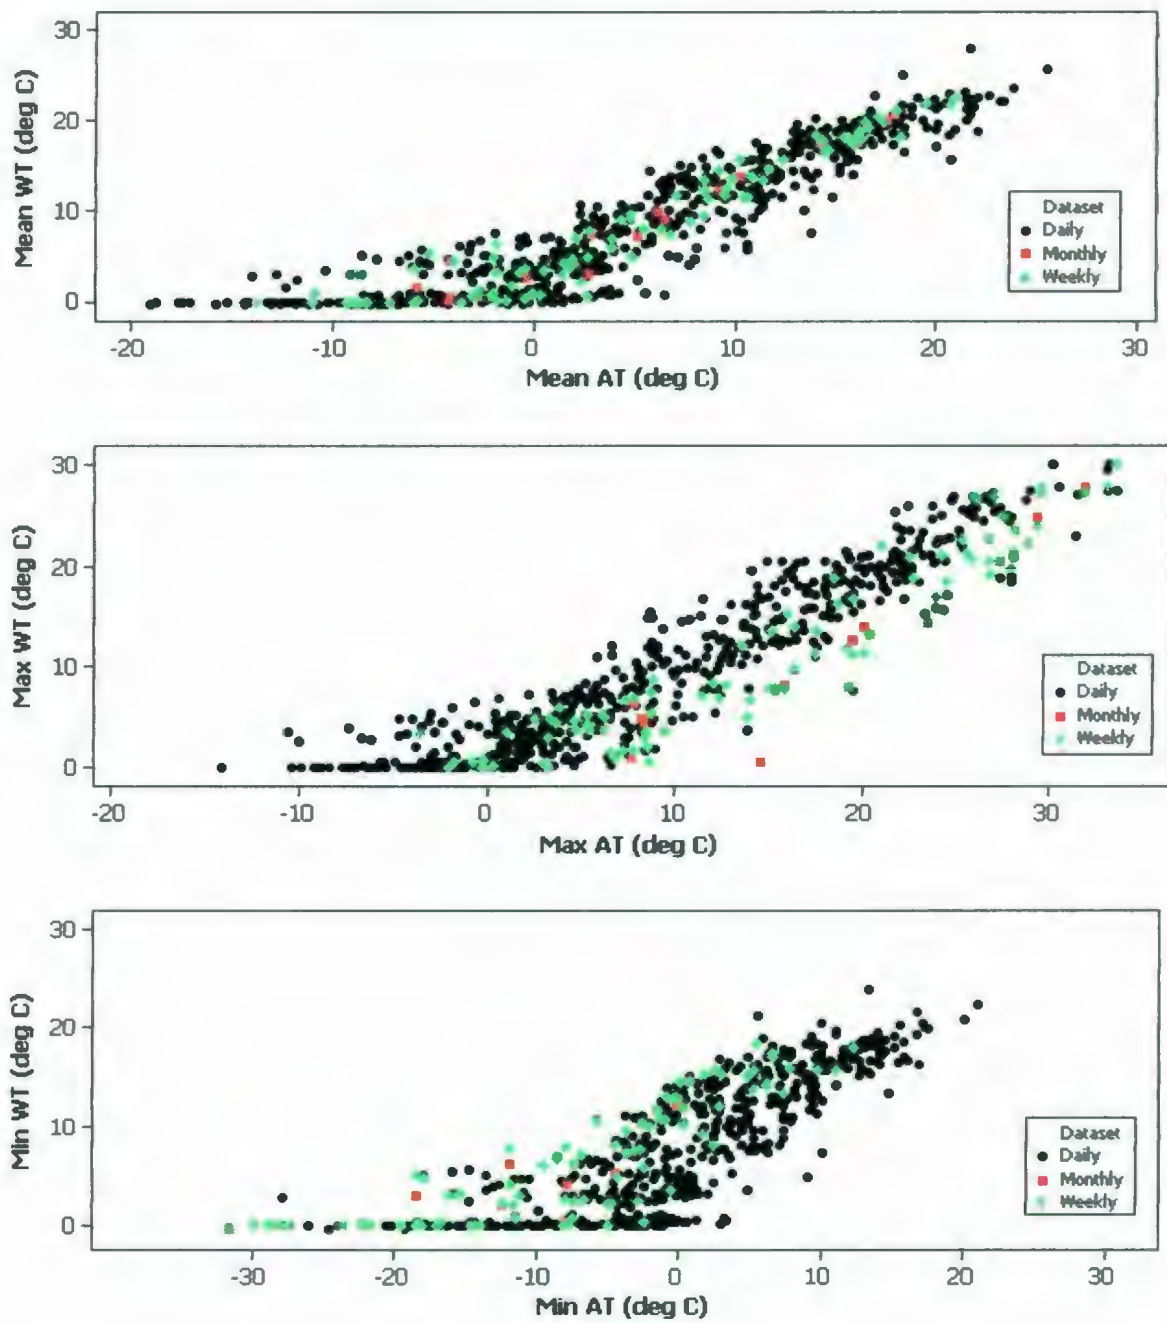 Mean WT (deg C)
30
20
10
0
Dataset
Daily
Monthly
Weekly
-20 -10 0 10 20 30
Mean AT (deg C)
Max WT (deg C)
30
20
10
0
Dataset
Daily
Monthly
Weekly
-20 -10 0 10 20 30
Max AT (deg C)
Min WT (deg C)
30
20
10
0
Dataset
Daily
Monthly
Weekly
-30 -20 -10 0 10 20 30
Min AT (deg C)